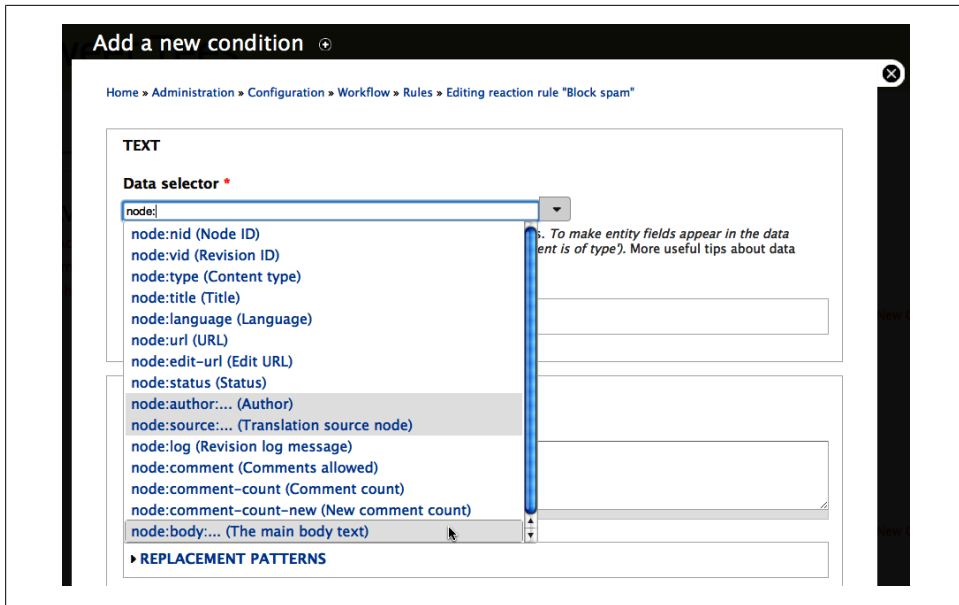 Add a new condition
Home » Administration » Configuration » Workflow » Rules » Editing reaction rule "Block spam"
TEXT
Data selector *
node:
s. To make entity fields appear in the data
node:nid (Node ID)
ent is of type'). More useful tips about data
node:vid (Revision ID)
node:type (Content type)
node:title (Title)
node:language (Language)
node:url (URL)
node:edit-url (Edit URL)
node:status (Status)
node:author:... (Author)
node:source:... (Translation source node)
node:log (Revision log message)
node:comment (Comments allowed)
node:comment-count (Comment count)
node:comment-count-new (New comment count)
node:body:... (The main body text)
REPLACEMENT PATTERNS